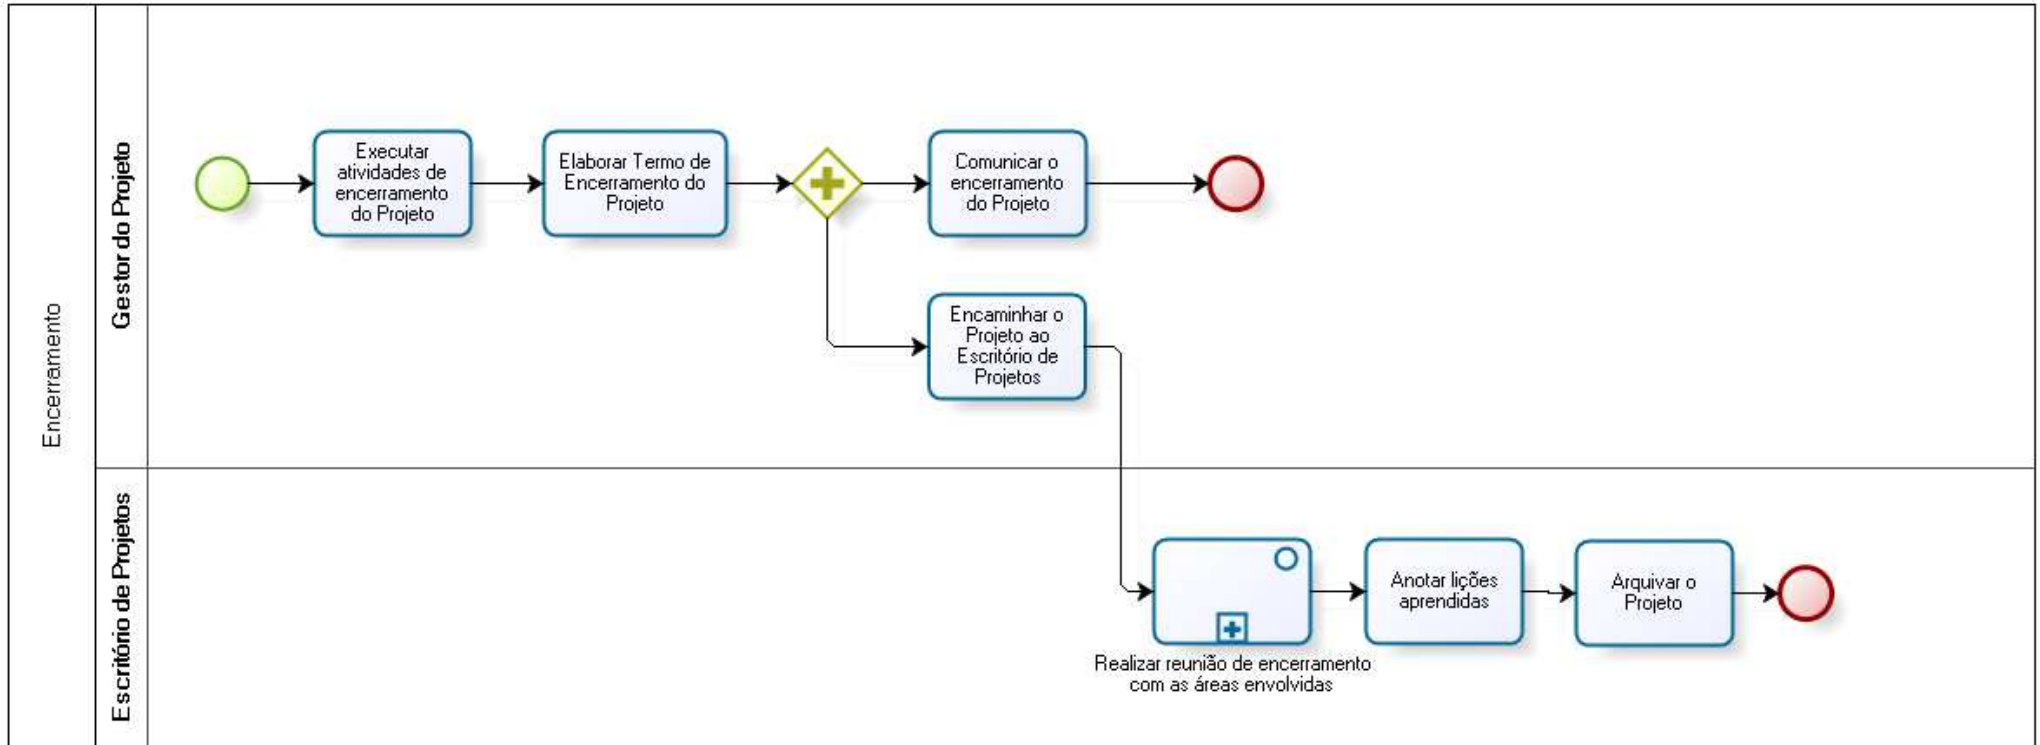 Encerramento
Gestor do Projeto
Executar
atividades de
encerramento
do Projeto
Elaborar Termo de
Encerramento do
Projeto
Comunicar o
encerramento
do Projeto
Encaminhar o
Projeto ao
Escritório de
Projetos
Escritório de Projetos
Realizar reunião de encerramento
com as áreas envolvidas
Anotar lições
aprendidas
Arquivar o
Projeto